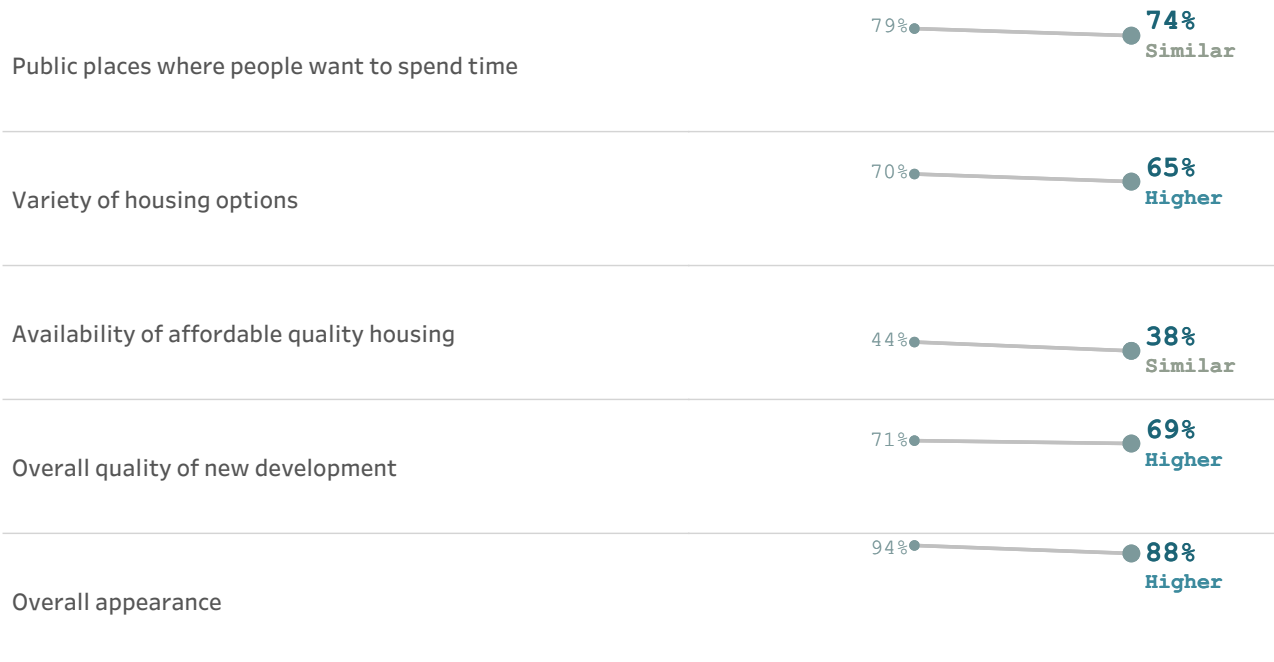 79%
74%
Similar
Public places where people want to spend time
70%
65%
Higher
Variety of housing options
44%
38%
Similar
Availability of affordable quality housing
71%
69%
Higher
Overall quality of new development
94%
88%
Higher
Overall appearance